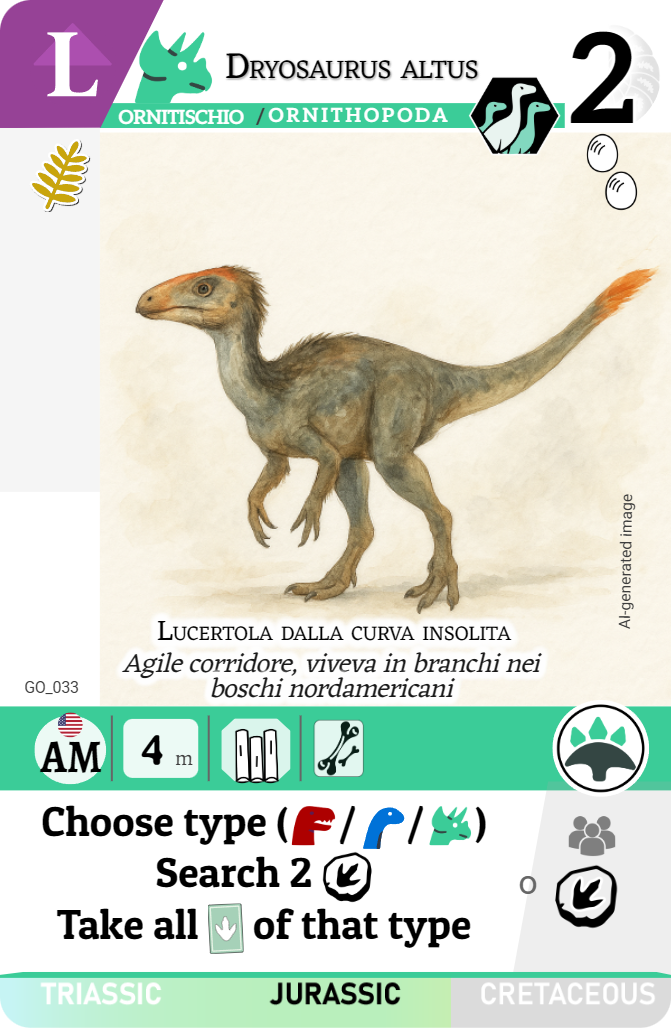 L
DRYOSAURUS ALTUS
2
ORNITISCHIO / ORNITHOPODA
AI-generated image
LUCERTOLA DALLA CURVA INSOLITA
Agile corridore, viveva in branchi nei
boschi nordamericani
GO_033
AM
4 m
Choose type ( / / )
Search 2
O
Take all of that type
TRIASSIC JURASSIC CRETACEOUS